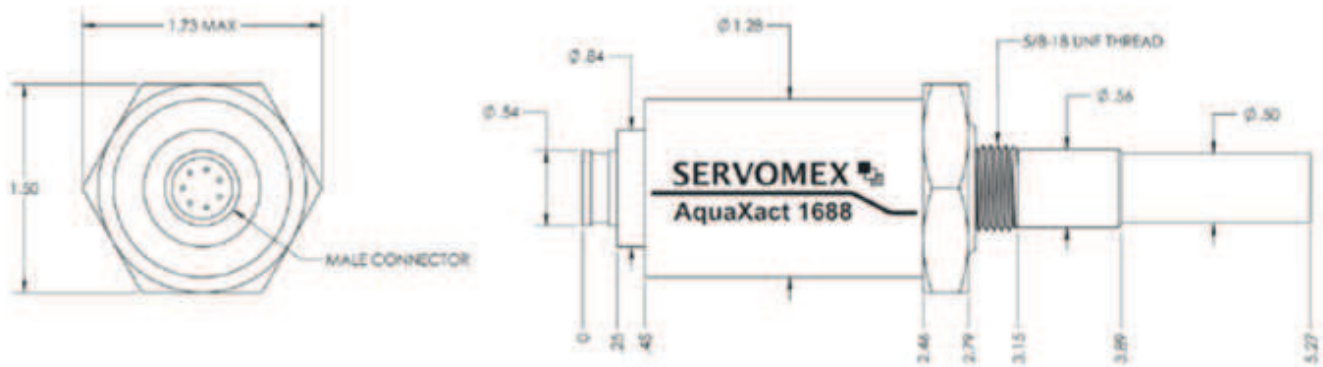 1.73 MAX
1.50
MALE CONNECTOR
Ø1.28
Ø.84
Ø.54
5/8-18 UNF THREAD
Ø.56
Ø.50
SERVOMEX
AquaXact 1688
0
.25
.45
2.46
2.79
3.15
3.89
5.27